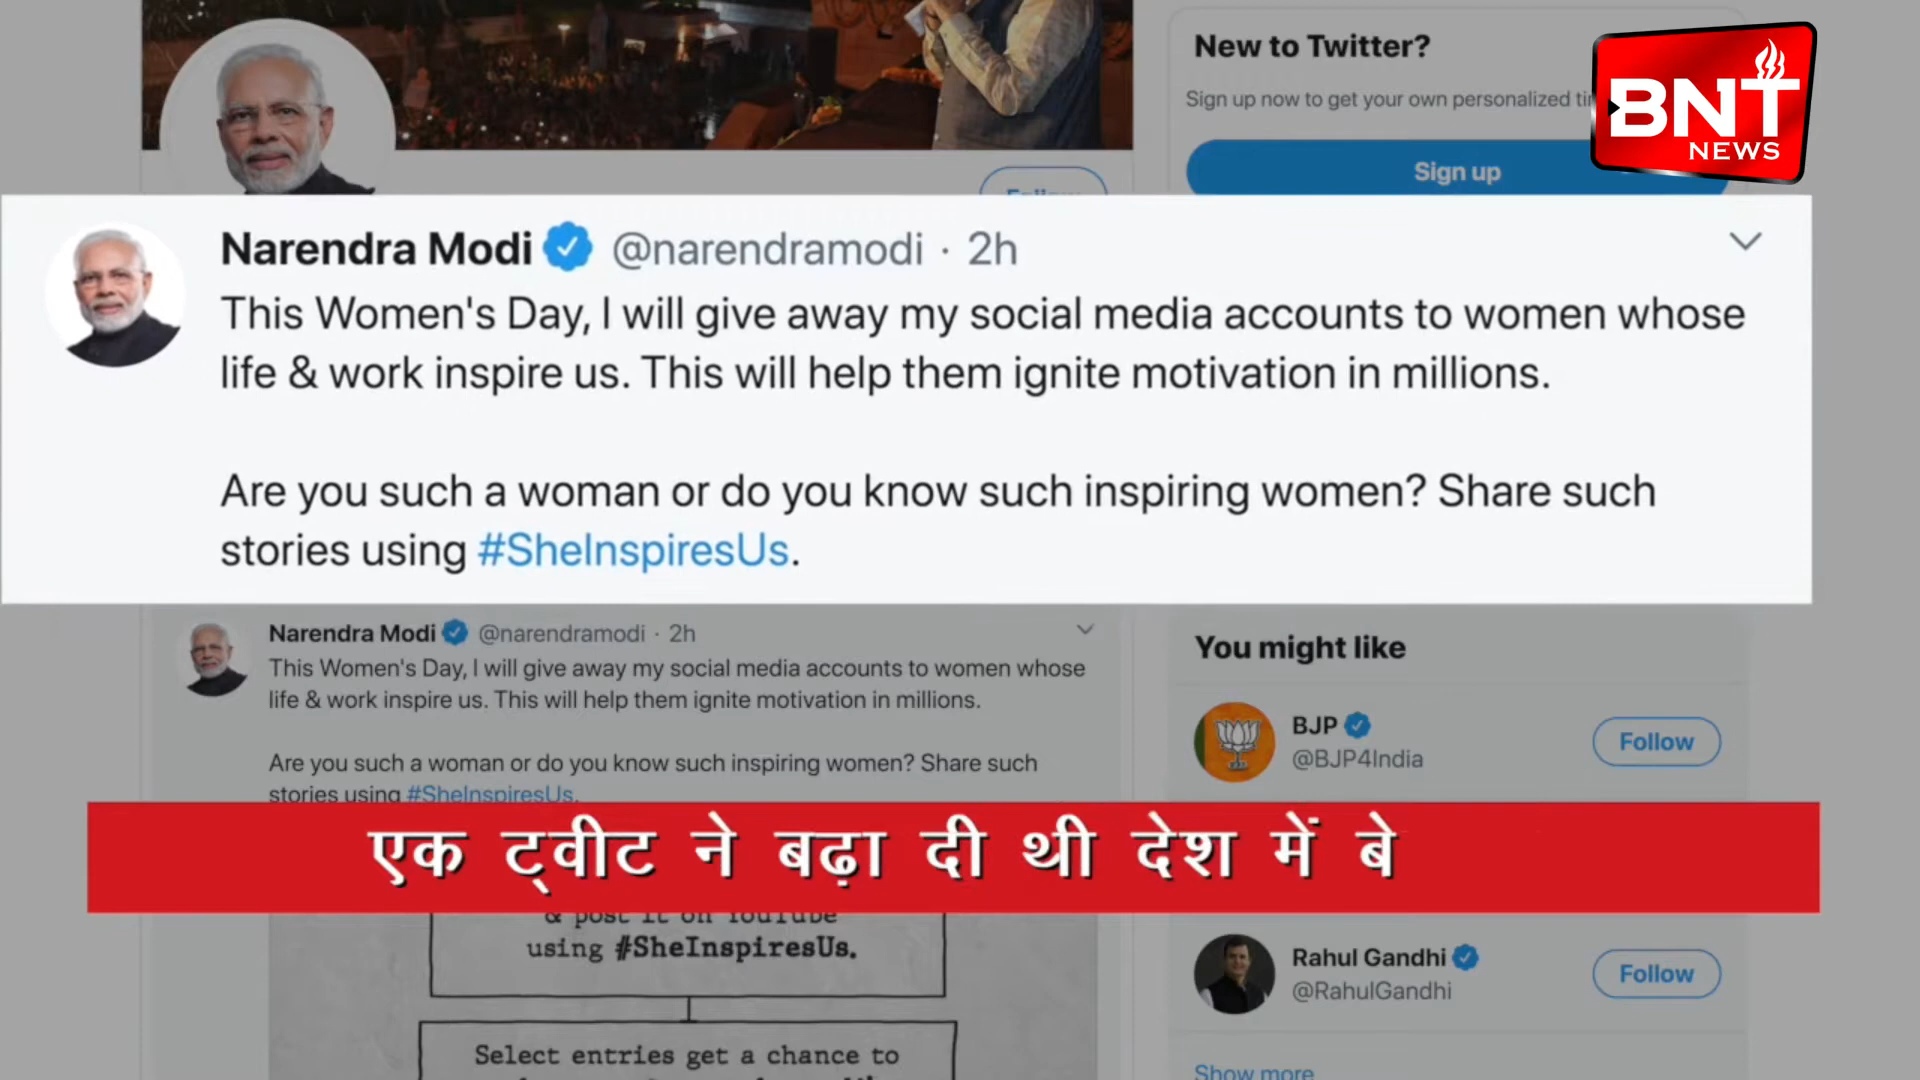 New to Twitter?
Sign up now to get your own personalized
BNT
NEWS
Sign up
Follow
Narendra Modi @narendramodi · 2h
This Women's Day, I will give away my social media accounts to women whose
life & work inspire us. This will help them ignite motivation in millions.
Are you such a woman or do you know such inspiring women? Share such
stories using #SheInspiresUs.
Narendra Modi @narendramodi · 2h
This Women's Day, I will give away my social media accounts to women whose
life & work inspire us. This will help them ignite motivation in millions.
Are you such a woman or do you know such inspiring women? Share such
stories using #SheInspiresUs.
You might like
BJP
@BJP4India
Follow
एक ट्वीट ने बढ़ा दी थी देश में बे
& post it on YouTube
using #SheInspiresUs.
Select entries get a chance to
Rahul Gandhi
@RahulGandhi
Follow
Show more